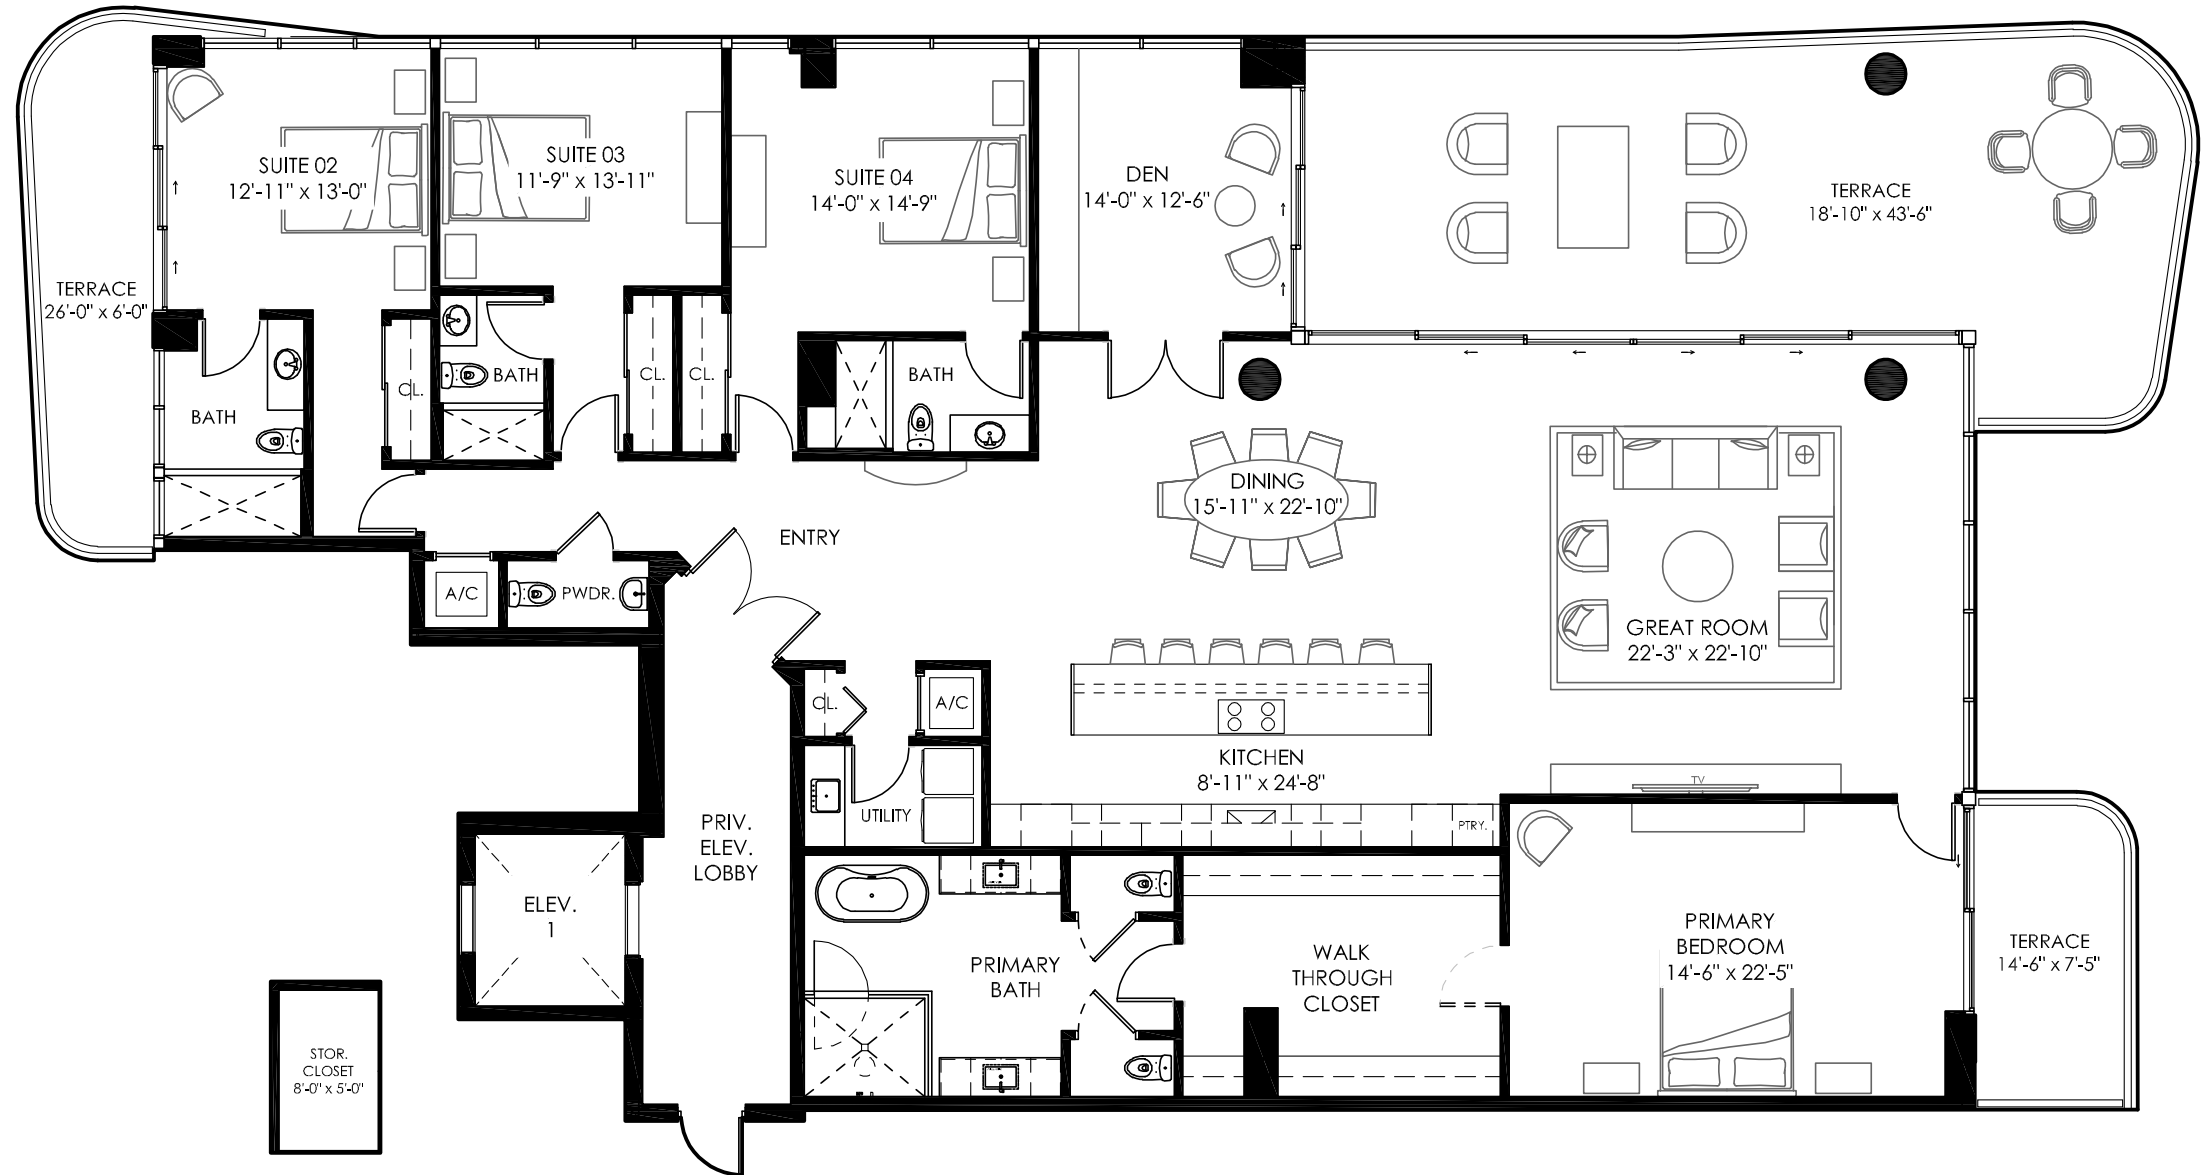 SUITE 02
12'-11" x 13'-0"
SUITE 03
11'-9" x 13'-11"
SUITE 04
14'-0" x 14'-9"
DEN
14'-0" x 12'-6"
TERRACE
18'-10" x 43'-6"
TERRACE
26'-0" x 6'-0"
BATH
CL.
BATH
CL.
CL.
BATH
DINING
15'-11" x 22'-10"
ENTRY
A/C
PWDR.
GREAT ROOM
22'-3" x 22'-10"
CL.
A/C
KITCHEN
8'-11" x 24'-8"
TV
UTILITY
PTRY.
PRIV.
ELEV.
LOBBY
ELEV.
1
PRIMARY
BATH
WALK
THROUGH
CLOSET
PRIMARY
BEDROOM
14'-6" x 22'-5"
TERRACE
14'-6" x 7'-5"
STOR.
CLOSET
8'-0" x 5'-0"